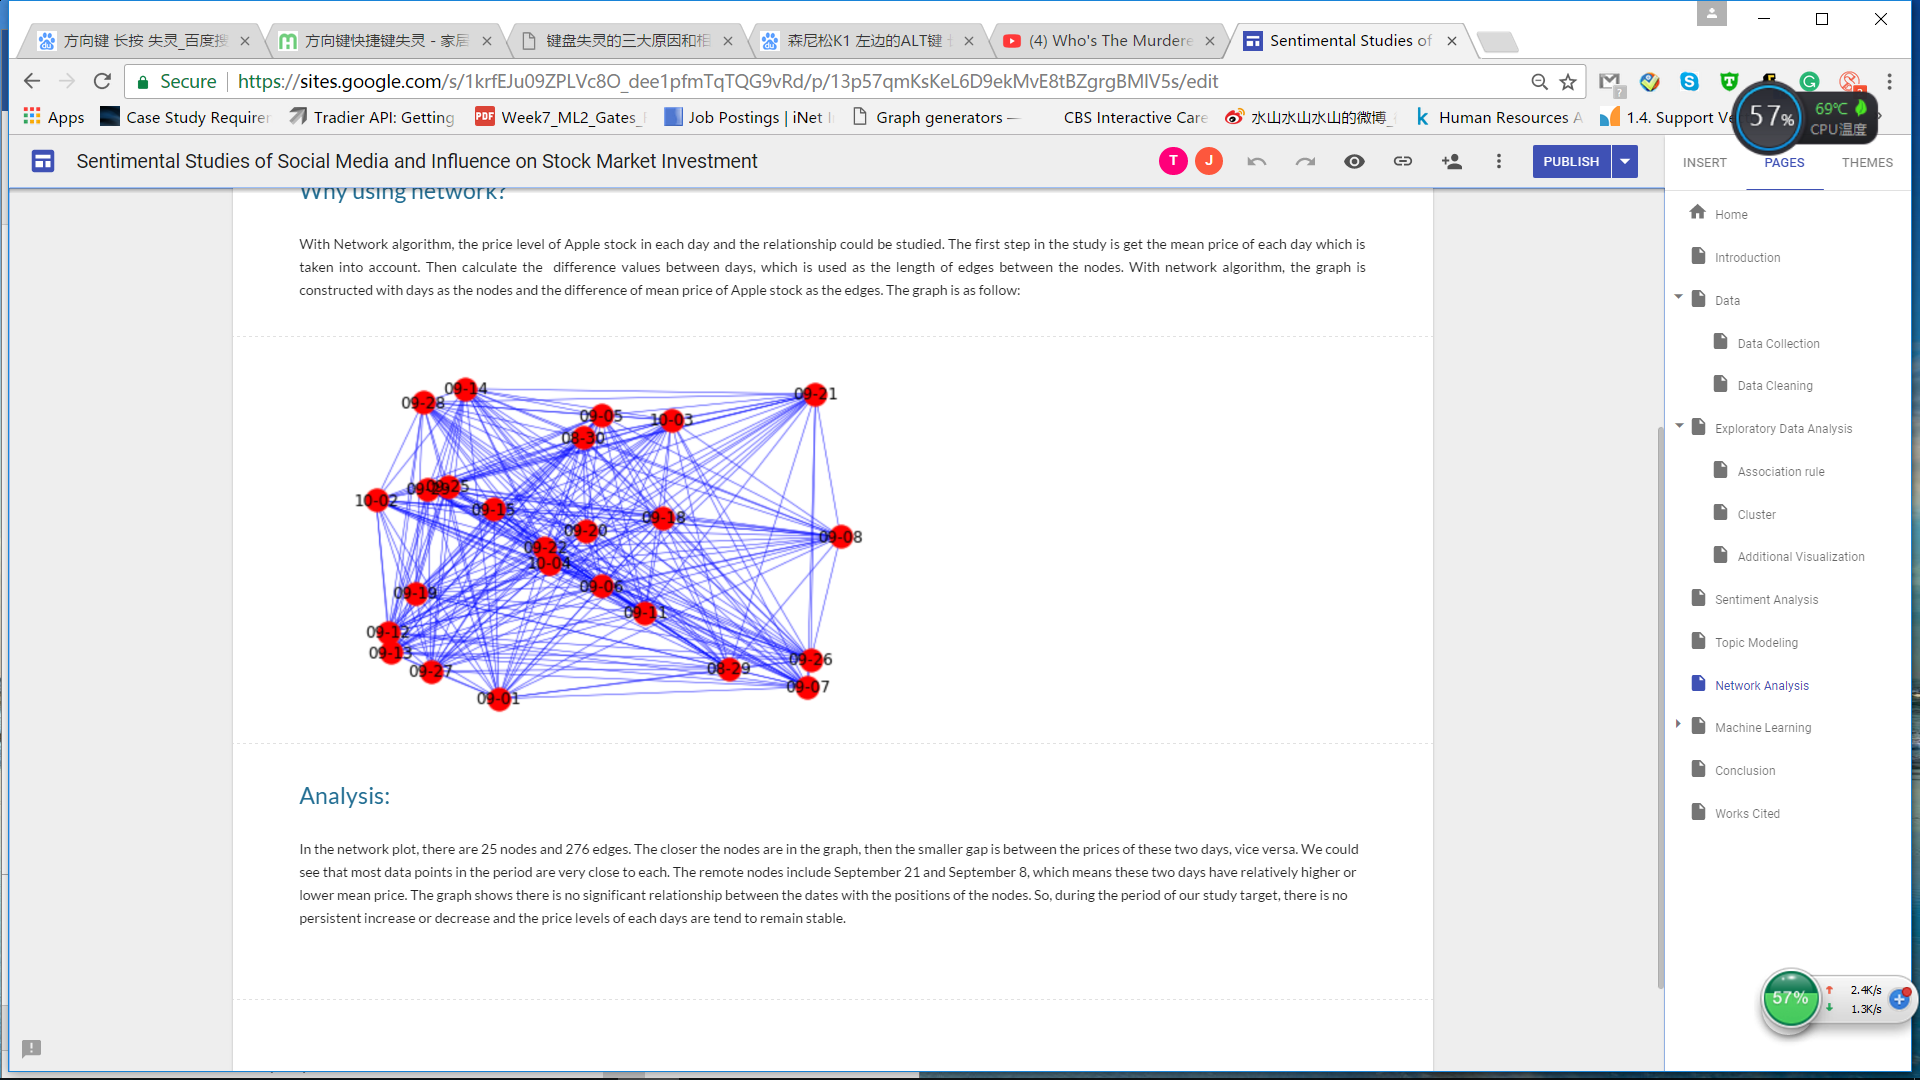 方向键 长按 失灵_百度搜
方向键快捷键失灵 - 家居
键盘失灵的三大原因和相
森尼松K1 左边的ALT键
(4) Who's The Murdere
Sentimental Studies of
Secure
https://sites.google.com/s/1krfEJu09ZPLVc8O_dee1pfmTqTQG9vRd/p/13p57qmKsKeL6D9ekMvE8tBZgrgBMlV5s/edit
Apps
Case Study Requirer
Tradier API: Getting
PDF
Week7_ML2_Gates_
Job Postings | iNet
Graph generators —
CBS Interactive Care
水山水山水山的微博_
Human Resources A
1.4. Support Ve
57%
69℃
CPU温度
Sentimental Studies of Social Media and Influence on Stock Market Investment
T
J
PUBLISH
INSERT
PAGES
THEMES
Why using network?
With Network algorithm, the price level of Apple stock in each day and the relationship could be studied. The first step in the study is get the mean price of each day which is
taken into account. Then calculate the difference values between days, which is used as the length of edges between the nodes. With network algorithm, the graph is
constructed with days as the nodes and the difference of mean price of Apple stock as the edges. The graph is as follow:
09-14
09-28
09-21
09-05
10-03
08-30
09-29
09-25
10-02
09-15
09-18
09-20
09-08
09-22
10-04
09-06
09-19
09-11
09-12
09-13
09-26
08-29
09-27
09-07
09-01
Analysis:
In the network plot, there are 25 nodes and 276 edges. The closer the nodes are in the graph, then the smaller gap is between the prices of these two days, vice versa. We could
see that most data points in the period are very close to each. The remote nodes include September 21 and September 8, which means these two days have relatively higher or
lower mean price. The graph shows there is no significant relationship between the dates with the positions of the nodes. So, during the period of our study target, there is no
persistent increase or decrease and the price levels of each days are tend to remain stable.
Home
Introduction
Data
Data Collection
Data Cleaning
Exploratory Data Analysis
Association rule
Cluster
Additional Visualization
Sentiment Analysis
Topic Modeling
Network Analysis
Machine Learning
Conclusion
Works Cited
57%
2.4K/s
1.3K/s